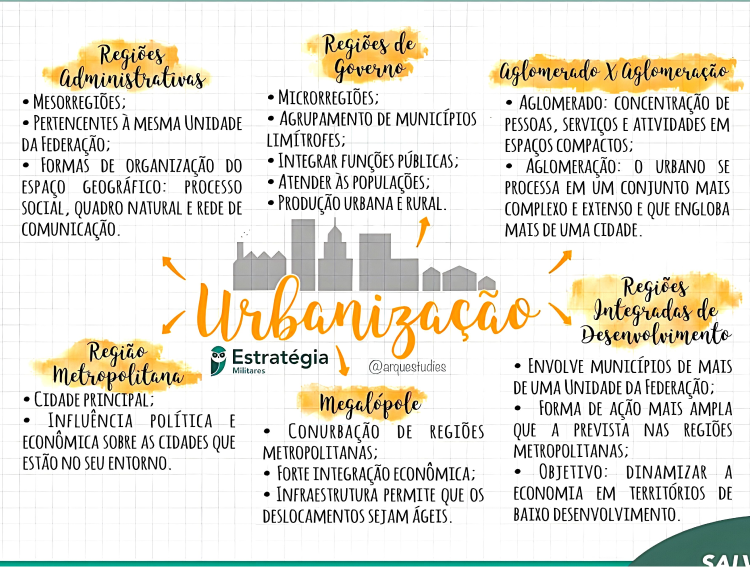 Regiões
Administrativas
• Mesorregiões;
• Pertencentes à mesma Unidade
da Federação;
• Formas de organização do
espaço geográfico: processo
social, quadro natural e rede de
comunicação.
Regiões de
Governo
• Microrregiões;
• Agrupamento de municípios
limítrofes;
• Integrar funções públicas;
• Atender às populações;
• Produção urbana e rural.
Aglomerado X Aglomeração
• Aglomerado: concentração de
pessoas, serviços e atividades em
espaços compactos;
• Aglomeração: o urbano se
processa em um conjunto mais
complexo e extenso e que engloba
mais de uma cidade.
Urbanização
Estratégia
Militares
@arquestudies
Região
Metropolitana
• Cidade principal;
• Influência política e
econômica sobre as cidades que
estão no seu entorno.
Megalópole
• Conurbação de regiões
metropolitanas;
• Forte integração econômica;
• Infraestrutura permite que os
deslocamentos sejam ágeis.
Regiões
Integradas de
Desenvolvimento
• Envolve municípios de mais
de uma Unidade da Federação;
• Forma de ação mais ampla
que a prevista nas regiões
metropolitanas;
• Objetivo: dinamizar a
economia em territórios de
baixo desenvolvimento.